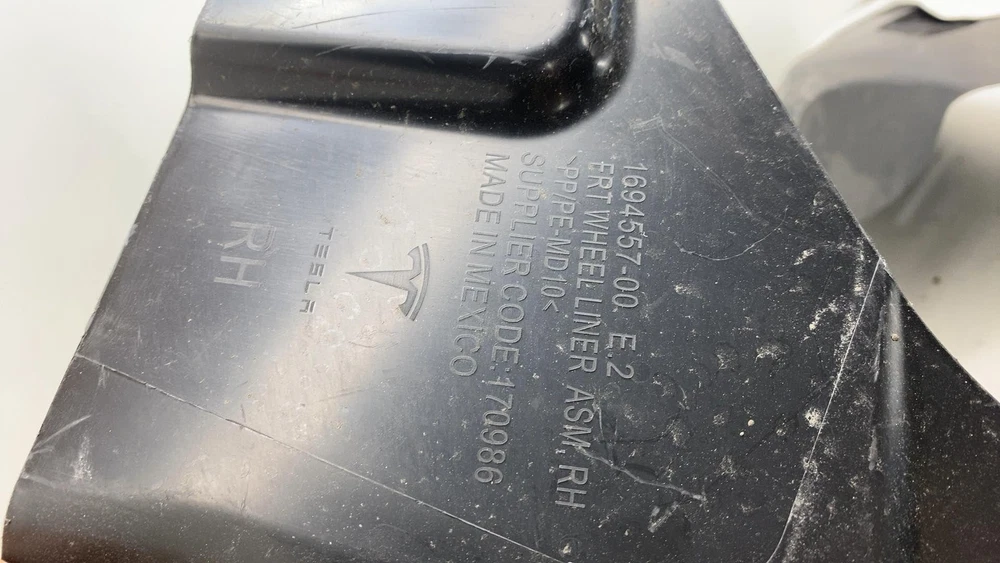 1694557-00 E.2
FRT WHEEL LINER ASM, RH
>PP/PE-MD10<
SUPPLIER CODE:170986
MADE IN MEXICO
TESLA
RH